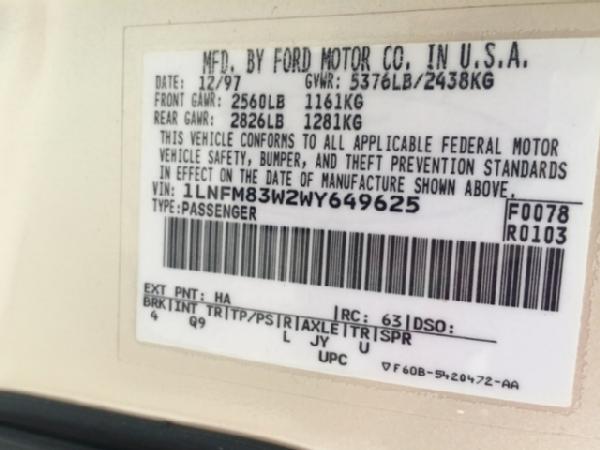 MFD. BY FORD MOTOR CO. IN U.S.A.
DATE: 12/97 GVWR: 5376LB/2438KG
FRONT GAWR: 2560LB 1161KG
REAR GAWR: 2826LB 1281KG
THIS VEHICLE CONFORMS TO ALL APPLICABLE FEDERAL MOTOR
VEHICLE SAFETY, BUMPER, AND THEFT PREVENTION STANDARDS
IN EFFECT ON THE DATE OF MANUFACTURE SHOWN ABOVE.
VIN: 1LNFM83W2WY649625
TYPE: PASSENGER
F0078
R0103
EXT PNT: HA RC: 63 DSO:
BRK INT TR TP/PS R AXLE TR SPR
4 Q9 L JY U
UPC ▽F60B-5420472-AA